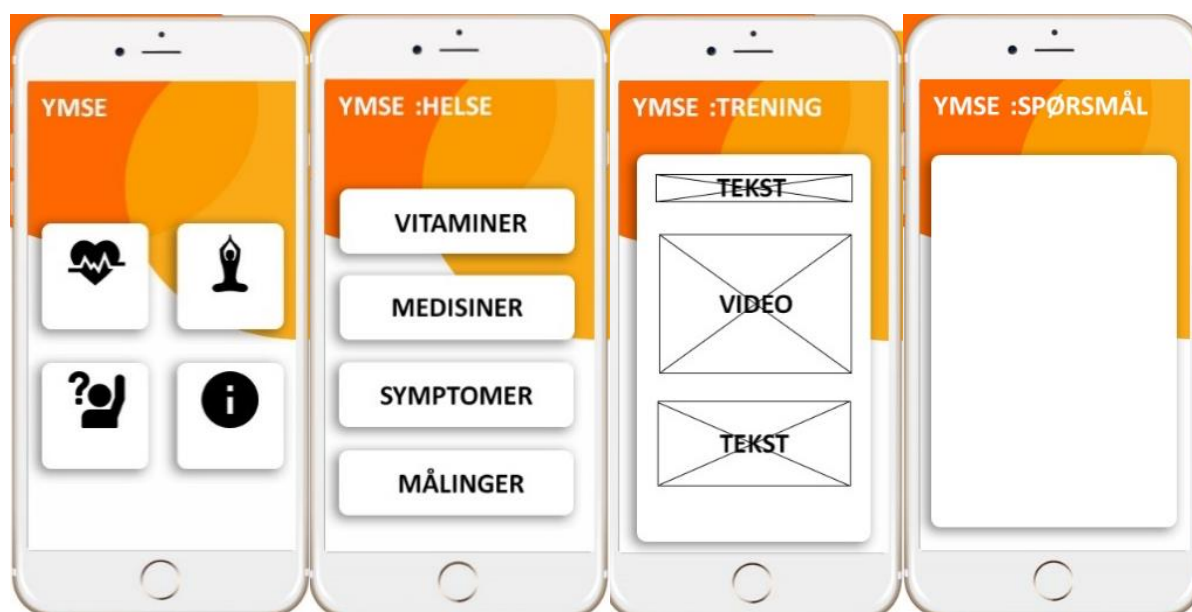 YMSE
YMSE :HELSE
VITAMINER
MEDISINER
SYMPTOMER
MÅLINGER
YMSE :TRENING
TEKST
VIDEO
TEKST
YMSE :SPØRSMÅL